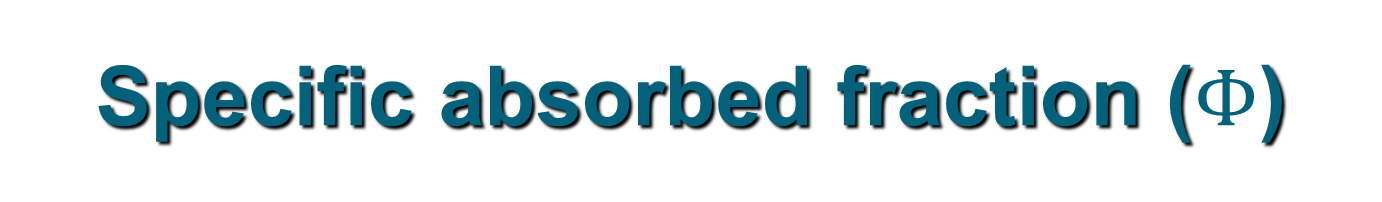 Specific absorbed fraction (Φ)